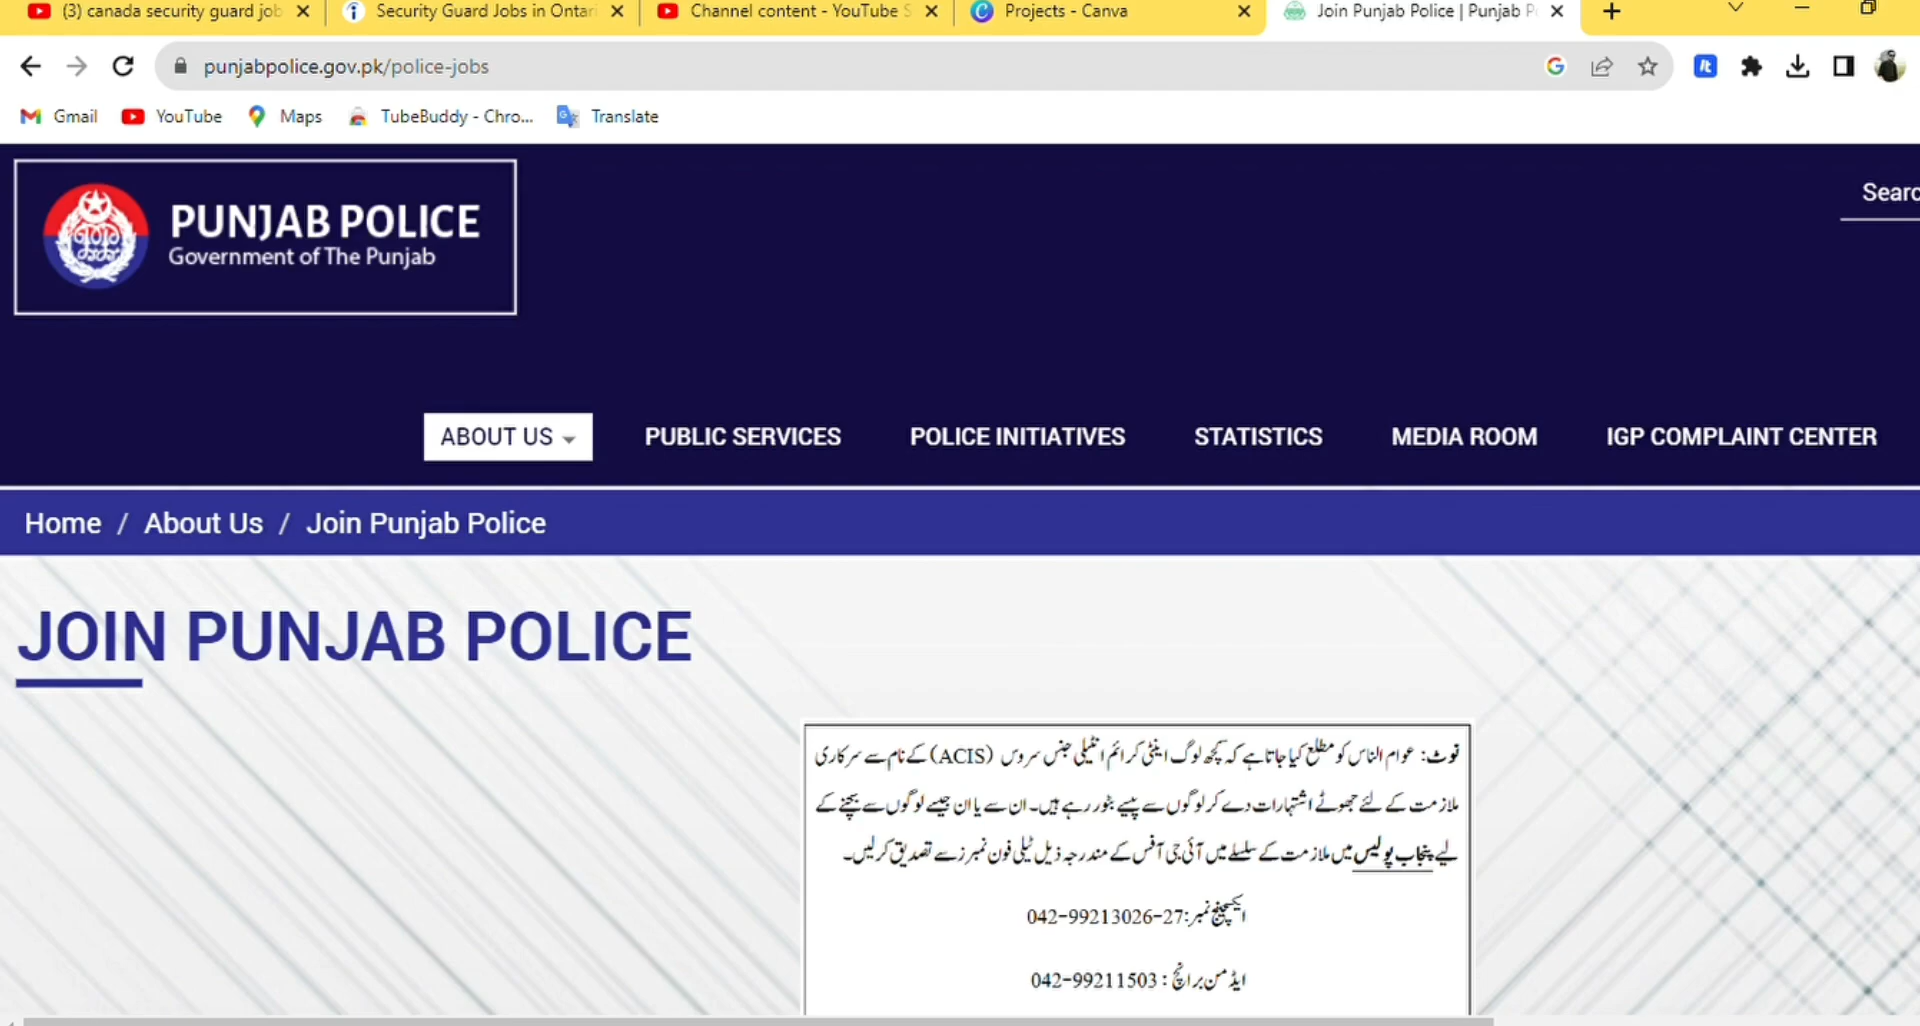 (3) canada security guard job
Security Guard Jobs in Ontari
Channel content - YouTube S
Projects - Canva
Join Punjab Police | Punjab P
punjabpolice.gov.pk/police-jobs
Gmail
YouTube
Maps
TubeBuddy - Chro...
Translate
PUNJAB POLICE
Government of The Punjab
Searc
ABOUT US
PUBLIC SERVICES
POLICE INITIATIVES
STATISTICS
MEDIA ROOM
IGP COMPLAINT CENTER
Home / About Us / Join Punjab Police
JOIN PUNJAB POLICE
نوٹ: عوام الناس کو مطلع کیا جاتا ہے کہ کچھ لوگ اینٹی کرائم انٹیلی جنس سروس (ACIS) کے نام سے سرکاری
ملازمت کے لئے جھوٹے اشتہارات دے کر لوگوں سے پیسے بٹور رہے ہیں۔ ان سے یا ان جیسے لوگوں سے بچنے کے
لیے پنجاب پولیس میں ملازمت کے سلسلے میں آئی جی آفس کے مندرجہ ذیل ٹیلی فون نمبرز سے تصدیق کر لیں۔
ایکسچینج نمبر: 042-99213026-27
ایڈمن برانچ : 042-99211503